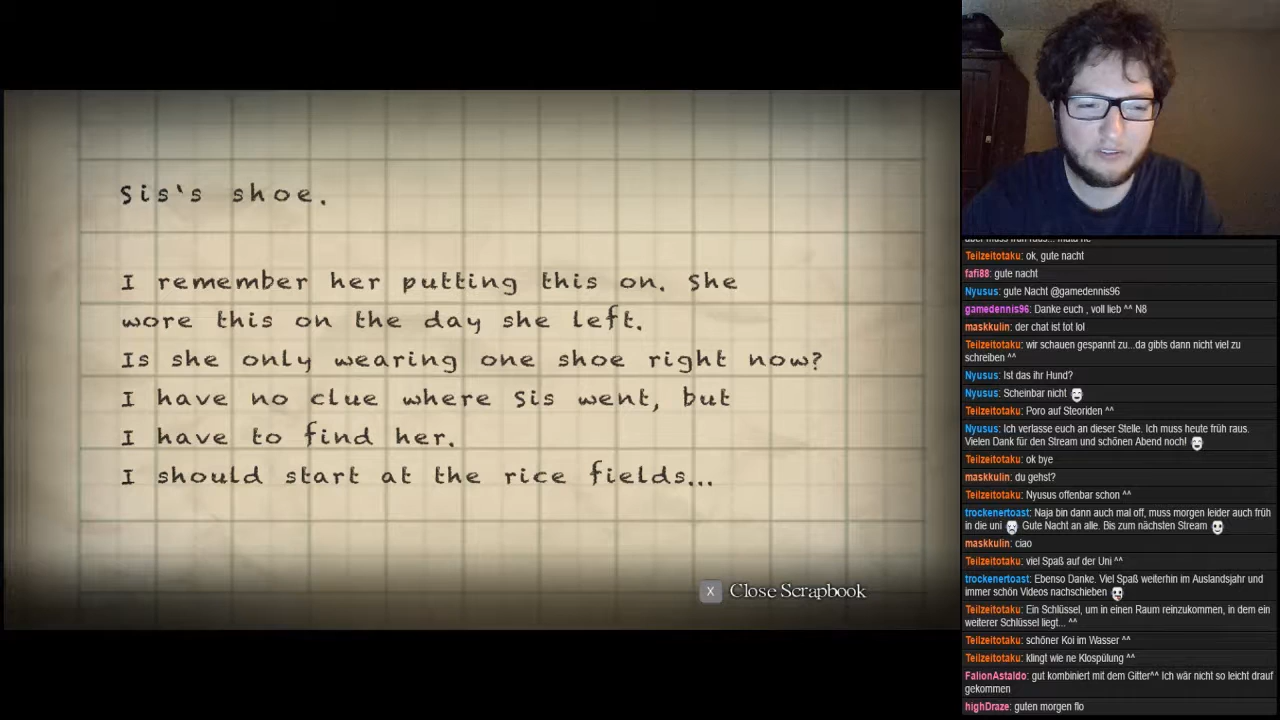 Sis's shoe.
I remember her putting this on. She
wore this on the day she left.
Is she only wearing one shoe right now?
I have no clue where Sis went, but
I have to find her.
I should start at the rice fields...
X Close Scrapbook
aber muss früh raus... mata ne
Teilzeitotaku: ok, gute nacht
fafi88: gute nacht
Nyusus: gute Nacht @gamedennis96
gamedennis96: Danke euch , voll lieb ^^ N8
maskkulin: der chat ist tot lol
Teilzeitotaku: wir schauen gespannt zu...da gibts dann nicht viel zu
schreiben ^^
Nyusus: Ist das ihr Hund?
Nyusus: Scheinbar nicht
Teilzeitotaku: Poro auf Steoriden ^^
Nyusus: Ich verlasse euch an dieser Stelle. Ich muss heute früh raus.
Vielen Dank für den Stream und schönen Abend noch!
Teilzeitotaku: ok bye
maskkulin: du gehst?
Teilzeitotaku: Nyusus offenbar schon ^^
trockenertoast: Naja bin dann auch mal off, muss morgen leider auch früh
in die uni Gute Nacht an alle. Bis zum nächsten Stream
maskkulin: ciao
Teilzeitotaku: viel Spaß auf der Uni ^^
trockenertoast: Ebenso Danke. Viel Spaß weiterhin im Auslandsjahr und
immer schön Videos nachschieben
Teilzeitotaku: Ein Schlüssel, um in einen Raum reinzukommen, in dem ein
weiterer Schlüssel liegt... ^^
Teilzeitotaku: schöner Koi im Wasser ^^
Teilzeitotaku: klingt wie ne Klospülung ^^
FalionAstaldo: gut kombiniert mit dem Gitter^^ Ich wär nicht so leicht drauf
gekommen
highDraze: guten morgen flo